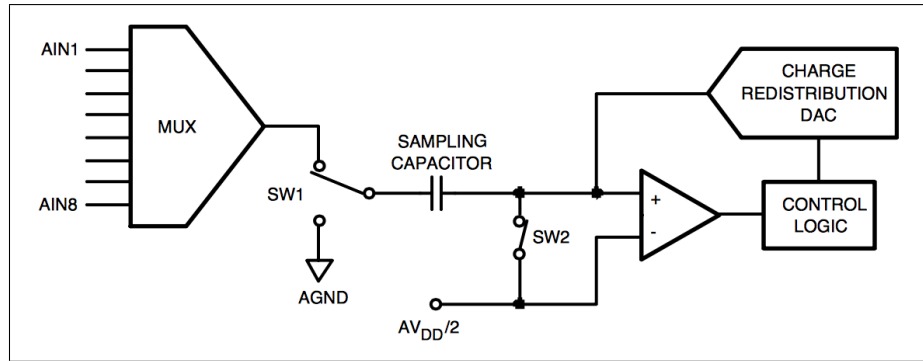 AIN1
MUX
AIN8
SW1
AGND
SAMPLING
CAPACITOR
SW2
AVDD/2
+
-
CHARGE
REDISTRIBUTION
DAC
CONTROL
LOGIC